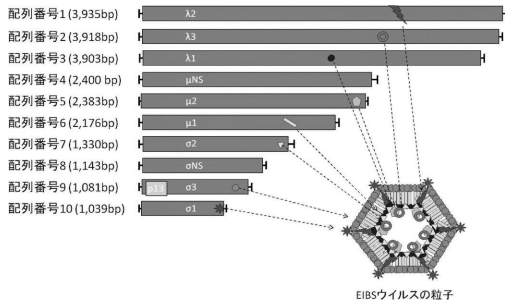 配列番号1 (3,935bp) λ2
配列番号2 (3,918bp) λ3
配列番号3 (3,903bp) λ1
配列番号4 (2,400 bp) μNS
配列番号5 (2,383bp) μ2
配列番号6 (2,176bp) μ1
配列番号7 (1,330bp) σ2
配列番号8 (1,143bp) σNS
配列番号9 (1,081bp) p13 σ3
配列番号10 (1,039bp) σ1
EIBSウイルスの粒子